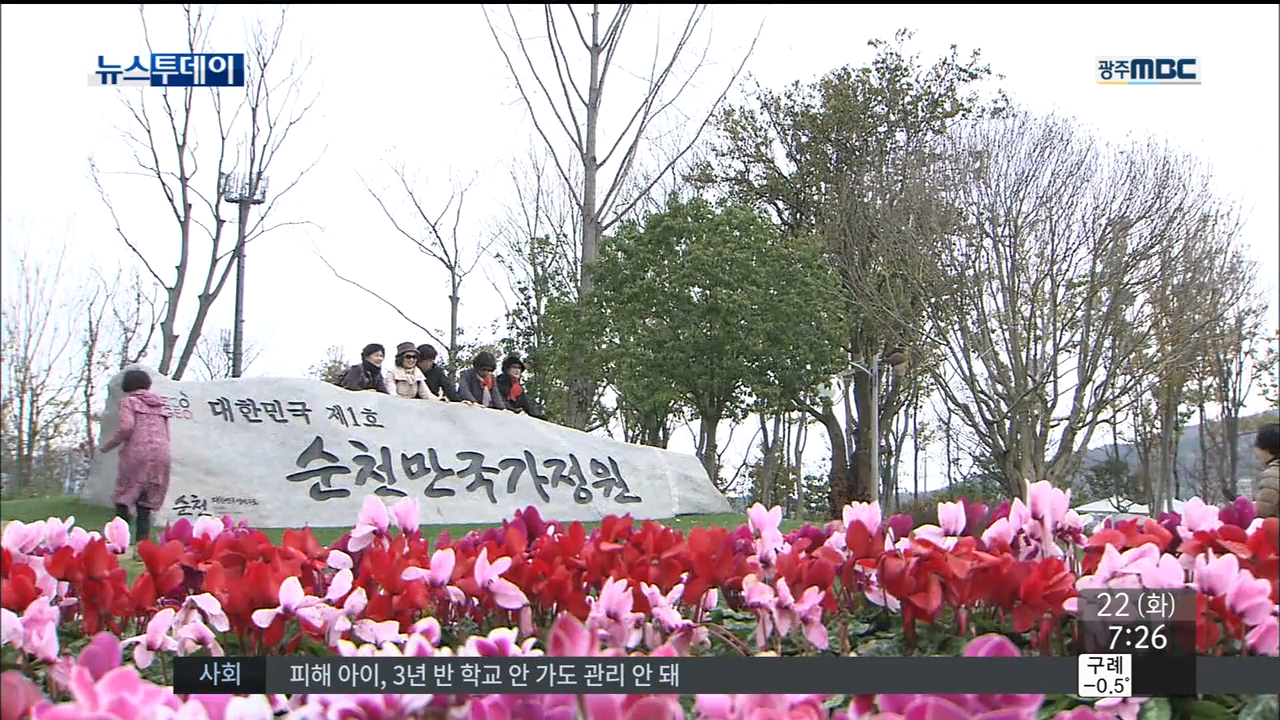 뉴스투데이
광주MBC
대한민국 제1호
순천만국가정원
순천
22 (화)
7:26
사회
피해 아이, 3년 반 학교 안 가도 관리 안 돼
구례
-0.5°